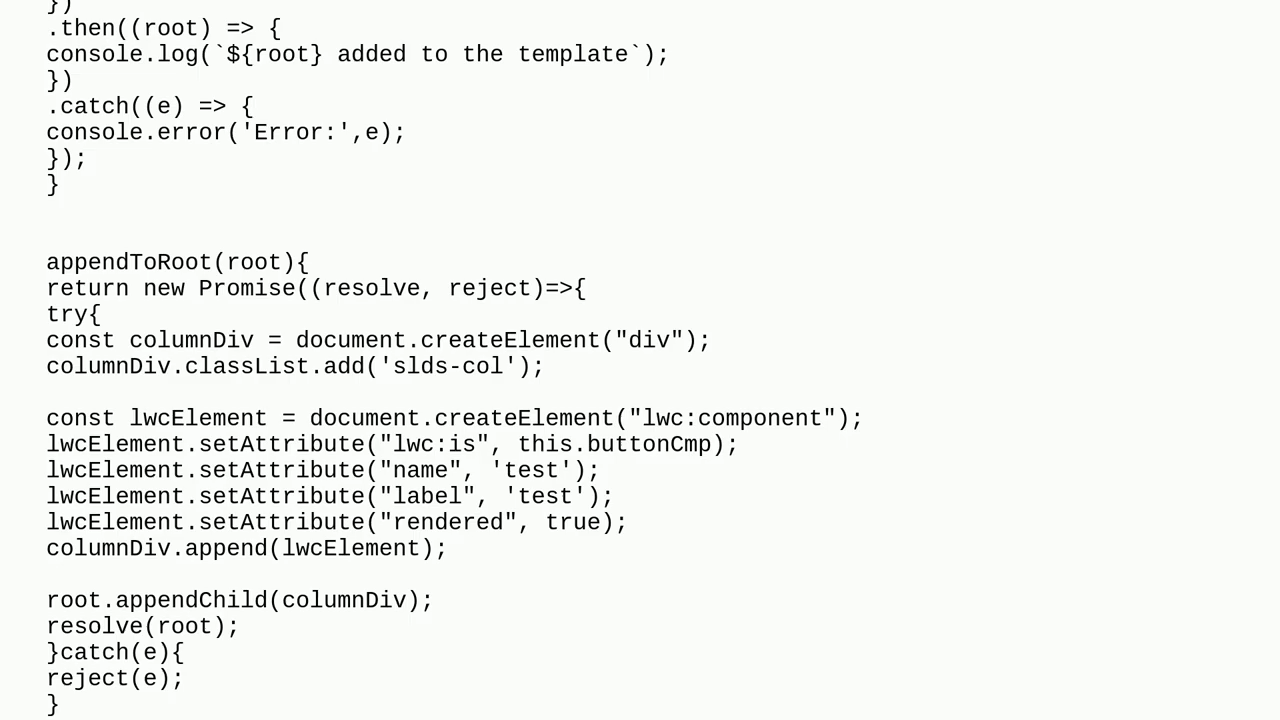 })
.then((root) => {
console.log(`${root} added to the template`);
})
.catch((e) => {
console.error('Error:',e);
});
}
appendToRoot(root){
return new Promise((resolve, reject)=>{
try{
const columnDiv = document.createElement("div");
columnDiv.classList.add('slds-col');
const lwcElement = document.createElement("lwc:component");
lwcElement.setAttribute("lwc:is", this.buttonCmp);
lwcElement.setAttribute("name", 'test');
lwcElement.setAttribute("label", 'test');
lwcElement.setAttribute("rendered", true);
columnDiv.append(lwcElement);
root.appendChild(columnDiv);
resolve(root);
}catch(e){
reject(e);
}